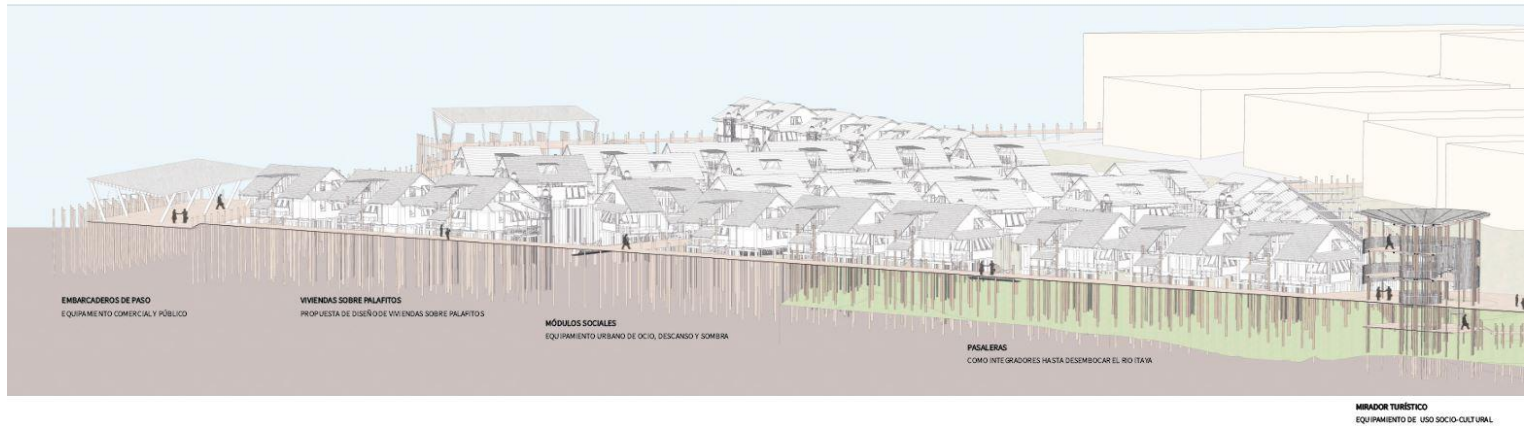 EMBARCADEROS DE PASO
EQUIPAMIENTO COMERCIAL Y PÚBLICO
VIVIENDAS SOBRE PALAFITOS
PROPUESTA DE DISEÑO DE VIVIENDAS SOBRE PALAFITOS
MÓDULOS SOCIALES
EQUIPAMIENTO URBANO DE OCIO, DESCANSO Y SOMBRA
PASALERAS
COMO INTEGRADORES HASTA DESEMBOCAR EL RIO ITAYA
MIRADOR TURÍSTICO
EQUIPAMIENTO DE USO SOCIO-CULTURAL